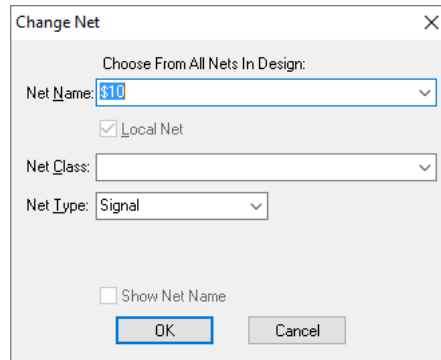 Change Net
Choose From All Nets In Design:
Net Name: $10
Local Net
Net Class:
Net Type: Signal
Show Net Name
OK Cancel